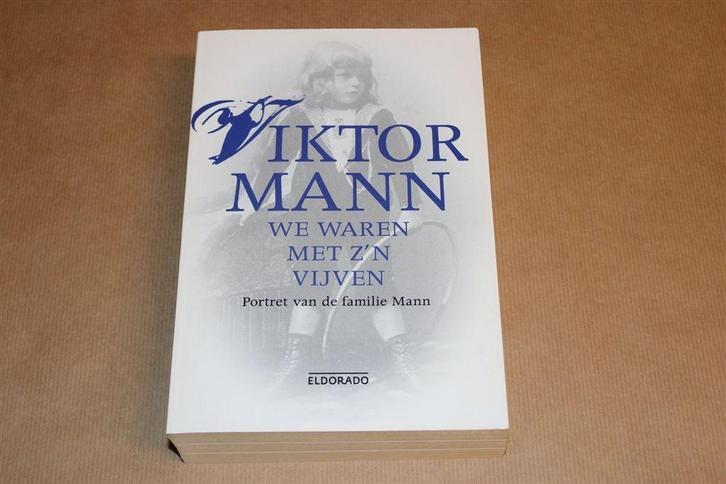 VIKTOR
MANN
WE WAREN
MET Z'N
VIJVEN
Portret van de familie Mann
ELDORADO